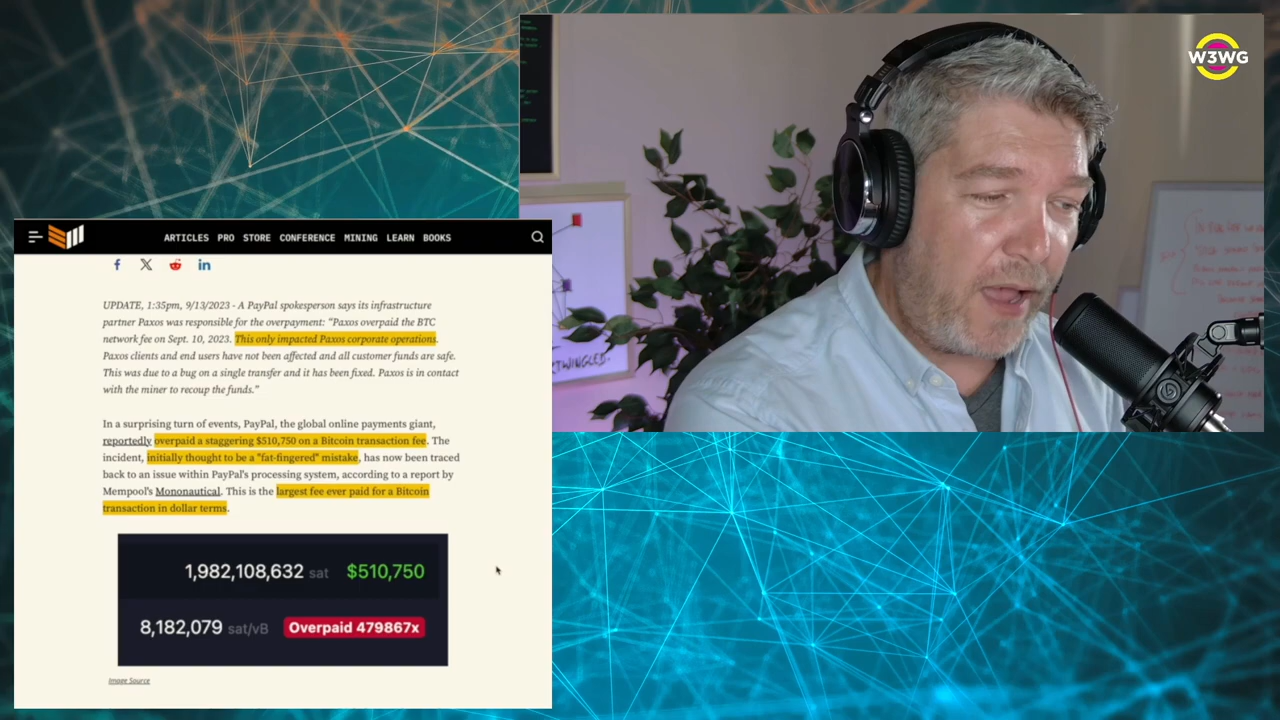 W3WG
ARTICLES PRO STORE CONFERENCE MINING LEARN BOOKS
UPDATE, 1:35pm, 9/13/2023 - A PayPal spokesperson says its infrastructure
partner Paxos was responsible for the overpayment: “Paxos overpaid the BTC
network fee on Sept. 10, 2023. This only impacted Paxos corporate operations.
Paxos clients and end users have not been affected and all customer funds are safe.
This was due to a bug on a single transfer and it has been fixed. Paxos is in contact
with the miner to recoup the funds.”
In a surprising turn of events, PayPal, the global online payments giant,
reportedly overpaid a staggering $510,750 on a Bitcoin transaction fee. The
incident, initially thought to be a "fat-fingered" mistake, has now been traced
back to an issue within PayPal's processing system, according to a report by
Mempool's Mononautical. This is the largest fee ever paid for a Bitcoin
transaction in dollar terms.
1,982,108,632 sat $510,750
8,182,079 sat/vB Overpaid 479867x
Image Source